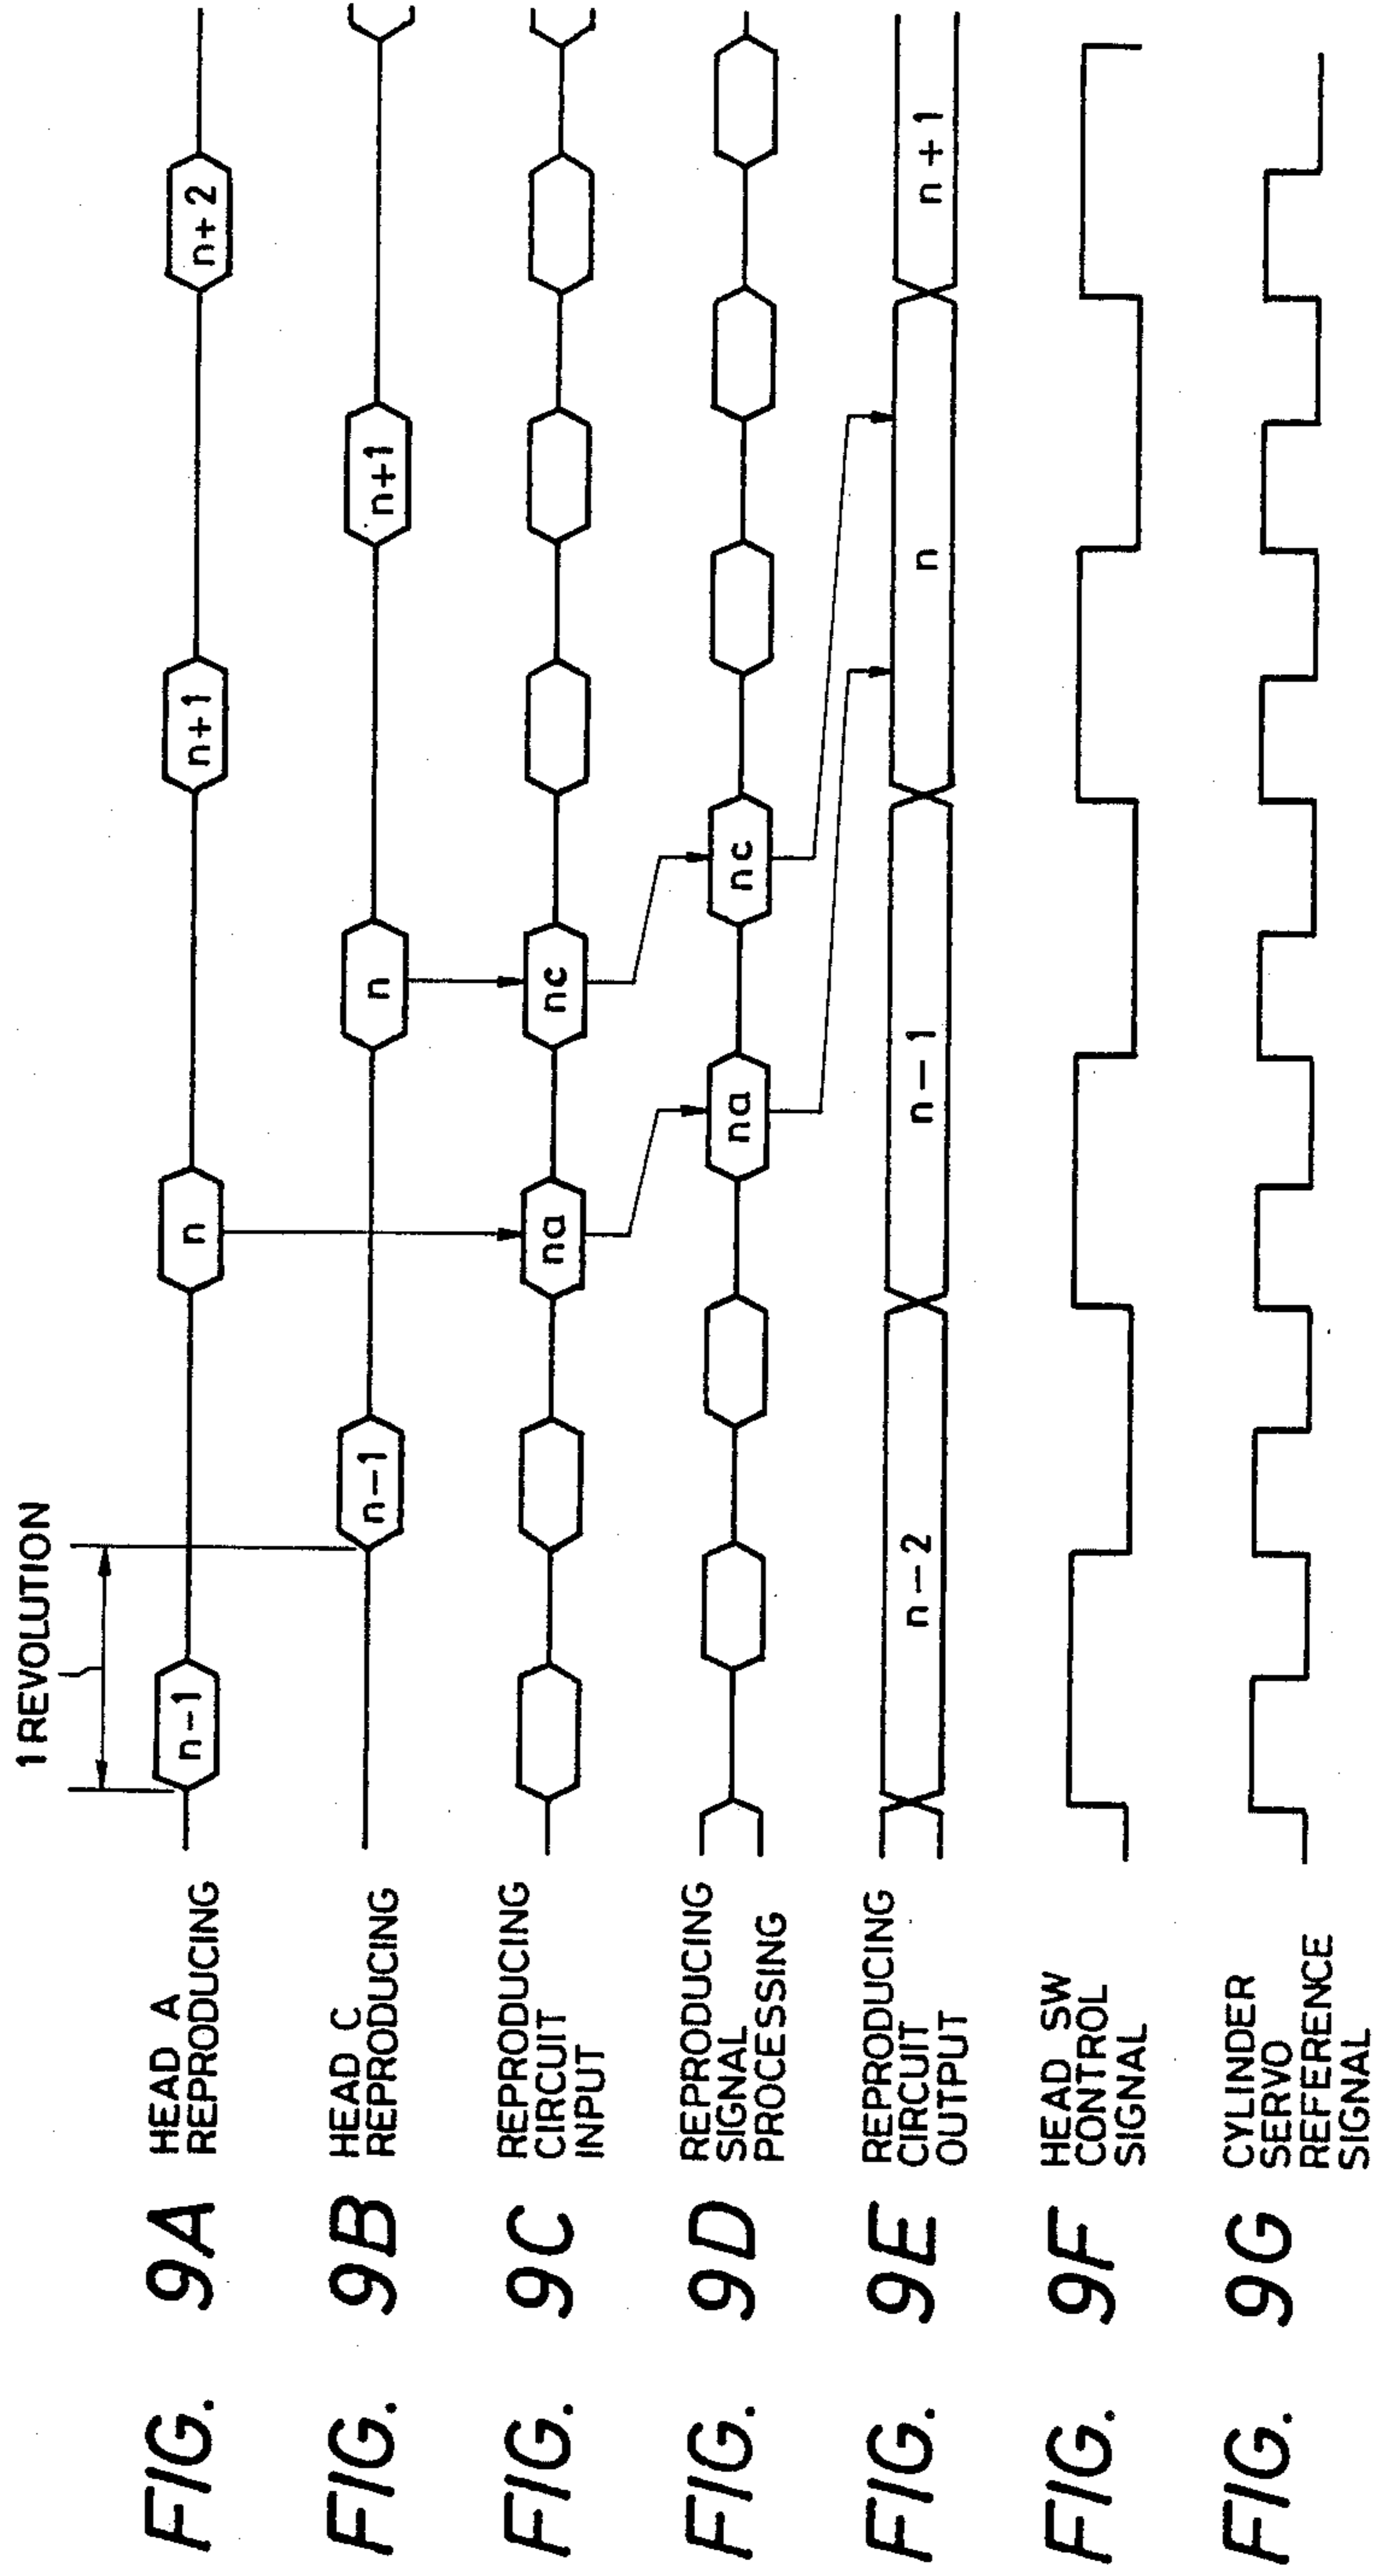 1 REVOLUTION
FIG. 9A HEAD A
REPRODUCING
n-1
n
n+1
n+2
FIG. 9B HEAD C
REPRODUCING
n-1
n
n+1
FIG. 9C REPRODUCING
CIRCUIT
INPUT
na
nc
FIG. 9D REPRODUCING
SIGNAL
PROCESSING
na
nc
FIG. 9E REPRODUCING
CIRCUIT
OUTPUT
n-2
n-1
n
n+1
FIG. 9F HEAD SW
CONTROL
SIGNAL
FIG. 9G CYLINDER
SERVO
REFERENCE
SIGNAL